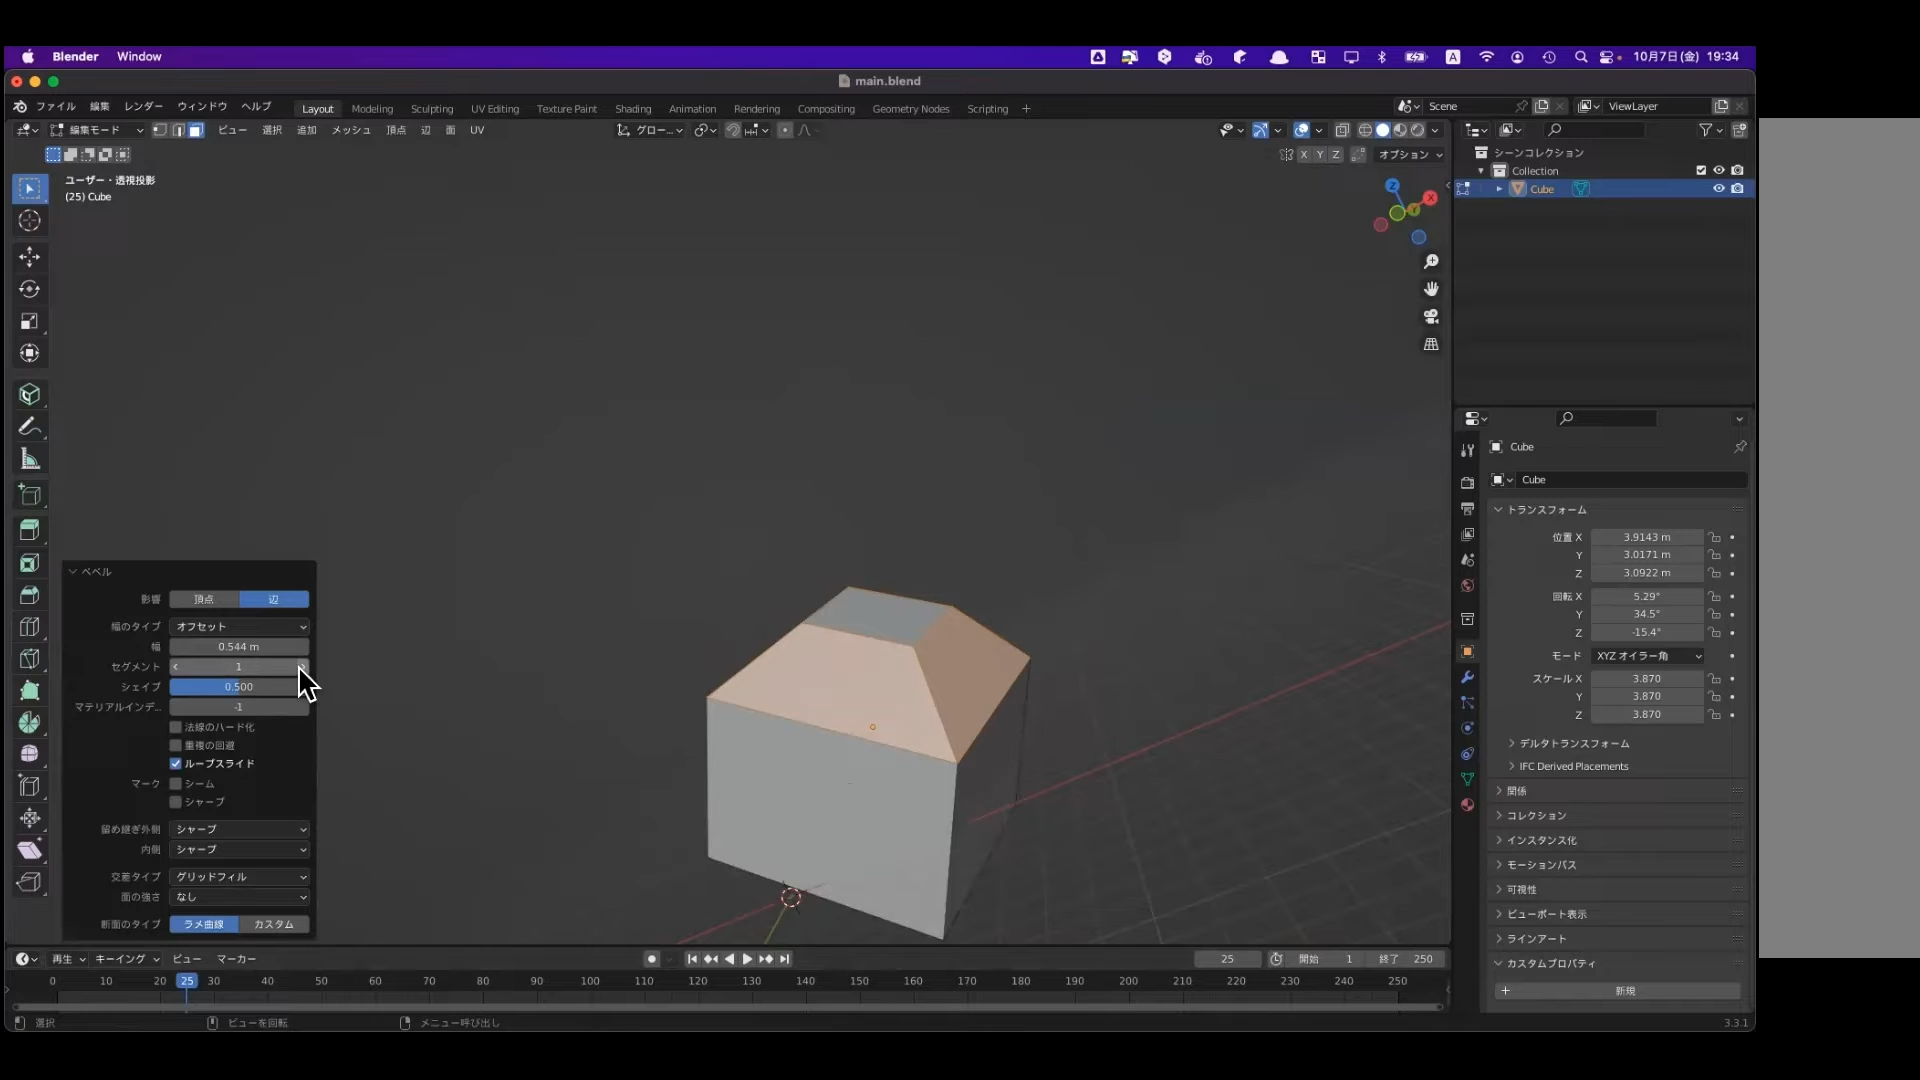 Blender Window
10月7日(金) 19:34
main.blend
ファイル 編集 レンダー ウィンドウ ヘルプ Layout Modeling Sculpting UV Editing Texture Paint Shading Animation Rendering Compositing Geometry Nodes Scripting + Scene ViewLayer
編集モード ビュー 選択 追加 メッシュ 頂点 辺 面 UV グロー...
X Y Z オプション
ユーザー・透視投影
(25) Cube
シーンコレクション
Collection
Cube
Cube
Cube
トランスフォーム
位置 X 3.9143 m
Y 3.0171 m
Z 3.0922 m
回転 X 5.29°
Y 34.5°
Z -15.4°
モード XYZ オイラー角
スケール X 3.870
Y 3.870
Z 3.870
デルタトランスフォーム
IFC Derived Placements
関係
コレクション
インスタンス化
モーションパス
可視性
ビューポート表示
ラインアート
カスタムプロパティ
+ 新規
ベベル
影響 頂点 辺
幅のタイプ オフセット
幅 0.544 m
セグメント 1
シェイプ 0.500
マテリアルインデ... -1
法線のハード化
重複の回避
ループスライド
マーク シーム
シャープ
留め継ぎ外側 シャープ
内側 シャープ
交差タイプ グリッドフィル
面の強さ なし
断面のタイプ ラメ曲線 カスタム
再生 キーイング ビュー マーカー 25 開始 1 終了 250
0 10 20 25 30 40 50 60 70 80 90 100 110 120 130 140 150 160 170 180 190 200 210 220 230 240 250
選択 ビューを回転 メニュー呼び出し 3.3.1